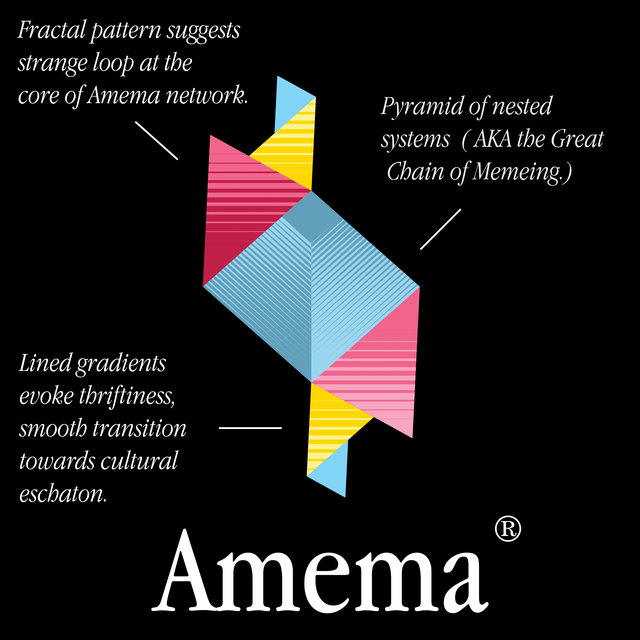 Fractal pattern suggests
strange loop at the
core of Amema network.
Pyramid of nested
systems ( AKA the Great
Chain of Memeing.)
Lined gradients
evoke thriftiness,
smooth transition
towards cultural
eschaton.
Amema®